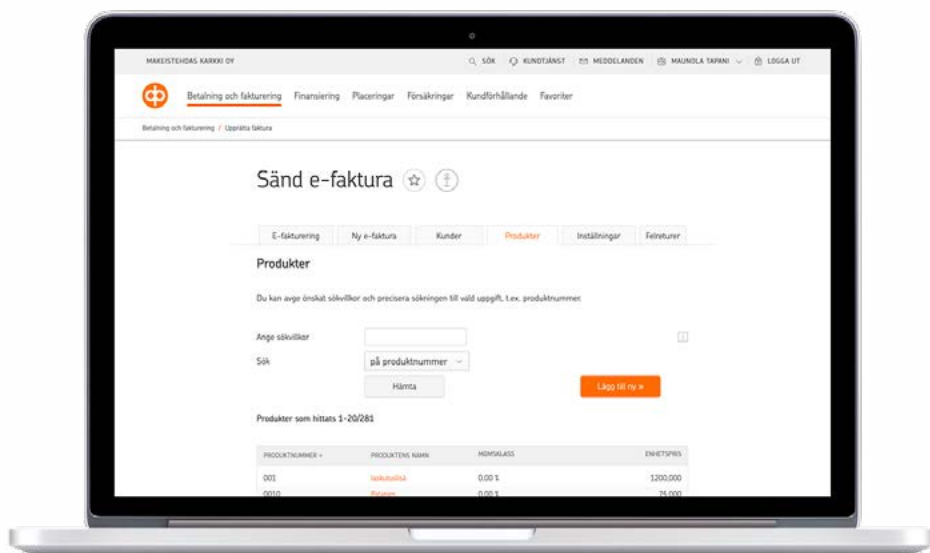 MAKEISTEHDAS KARKKI OY
SÖK KUNDTJÄNST MEDDELANDEN MAUNOLA TAPANI LOGGA UT
Betalning och fakturering Finansiering Placeringar Försäkringar Kundförhållande Favoriter
Betalning och fakturering / Upprätta faktura
Sänd e-faktura
E-fakturering Ny e-faktura Kunder Produkter Inställningar Felreturer
Produkter
Du kan avge önskat sökvillkor och precisera sökningen till vald uppgift, t.ex. produktnummer.
Ange sökvillkor
Sök på produktnummer
Hämta Lägg till ny »
Produkter som hittats 1-20/281
PRODUKTNUMMER PRODUKTENS NAMN MOMSKLASS ENHETSPRIS
001 laskutuslisä 0.00 % 1200,000
0010 0.00 % 75,000